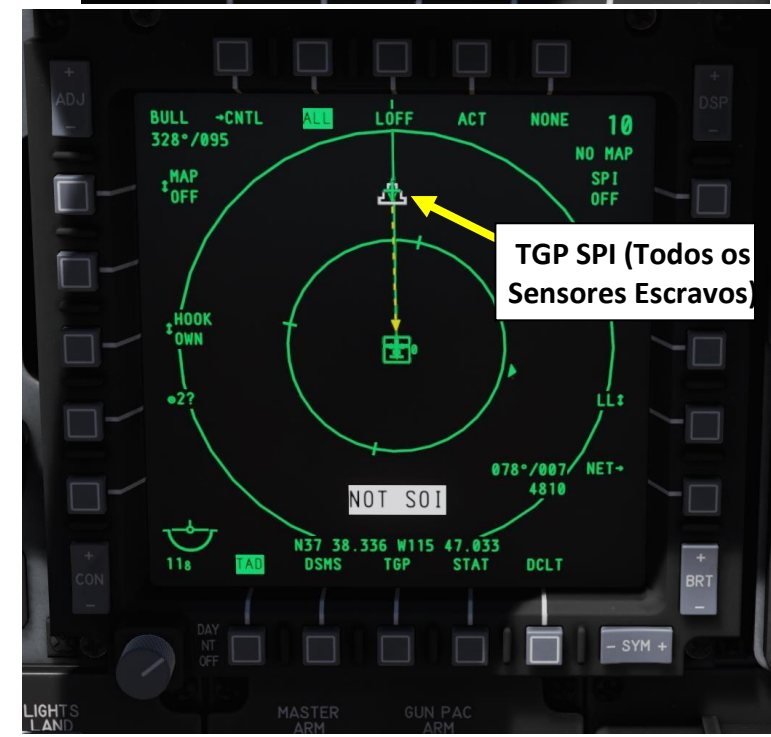 BULL →CNTL ALL LOFF ACT NONE 10
328°/095
NO MAP
↕MAP OFF
SPI OFF
+ ADJ -
+ DSP -
TGP SPI (Todos os
Sensores Escravos)
↕HOOK OWN
0
⊕2?
LL↕
078°/007 NET→
4810
NOT SOI
N37 38.336 W115 47.033
118 TAD DSMS TGP STAT DCLT
+ CON -
+ BRT -
DAY
NT
OFF
- SYM +
LIGHTS
LAND
MASTER
ARM
GUN PAC
ARM